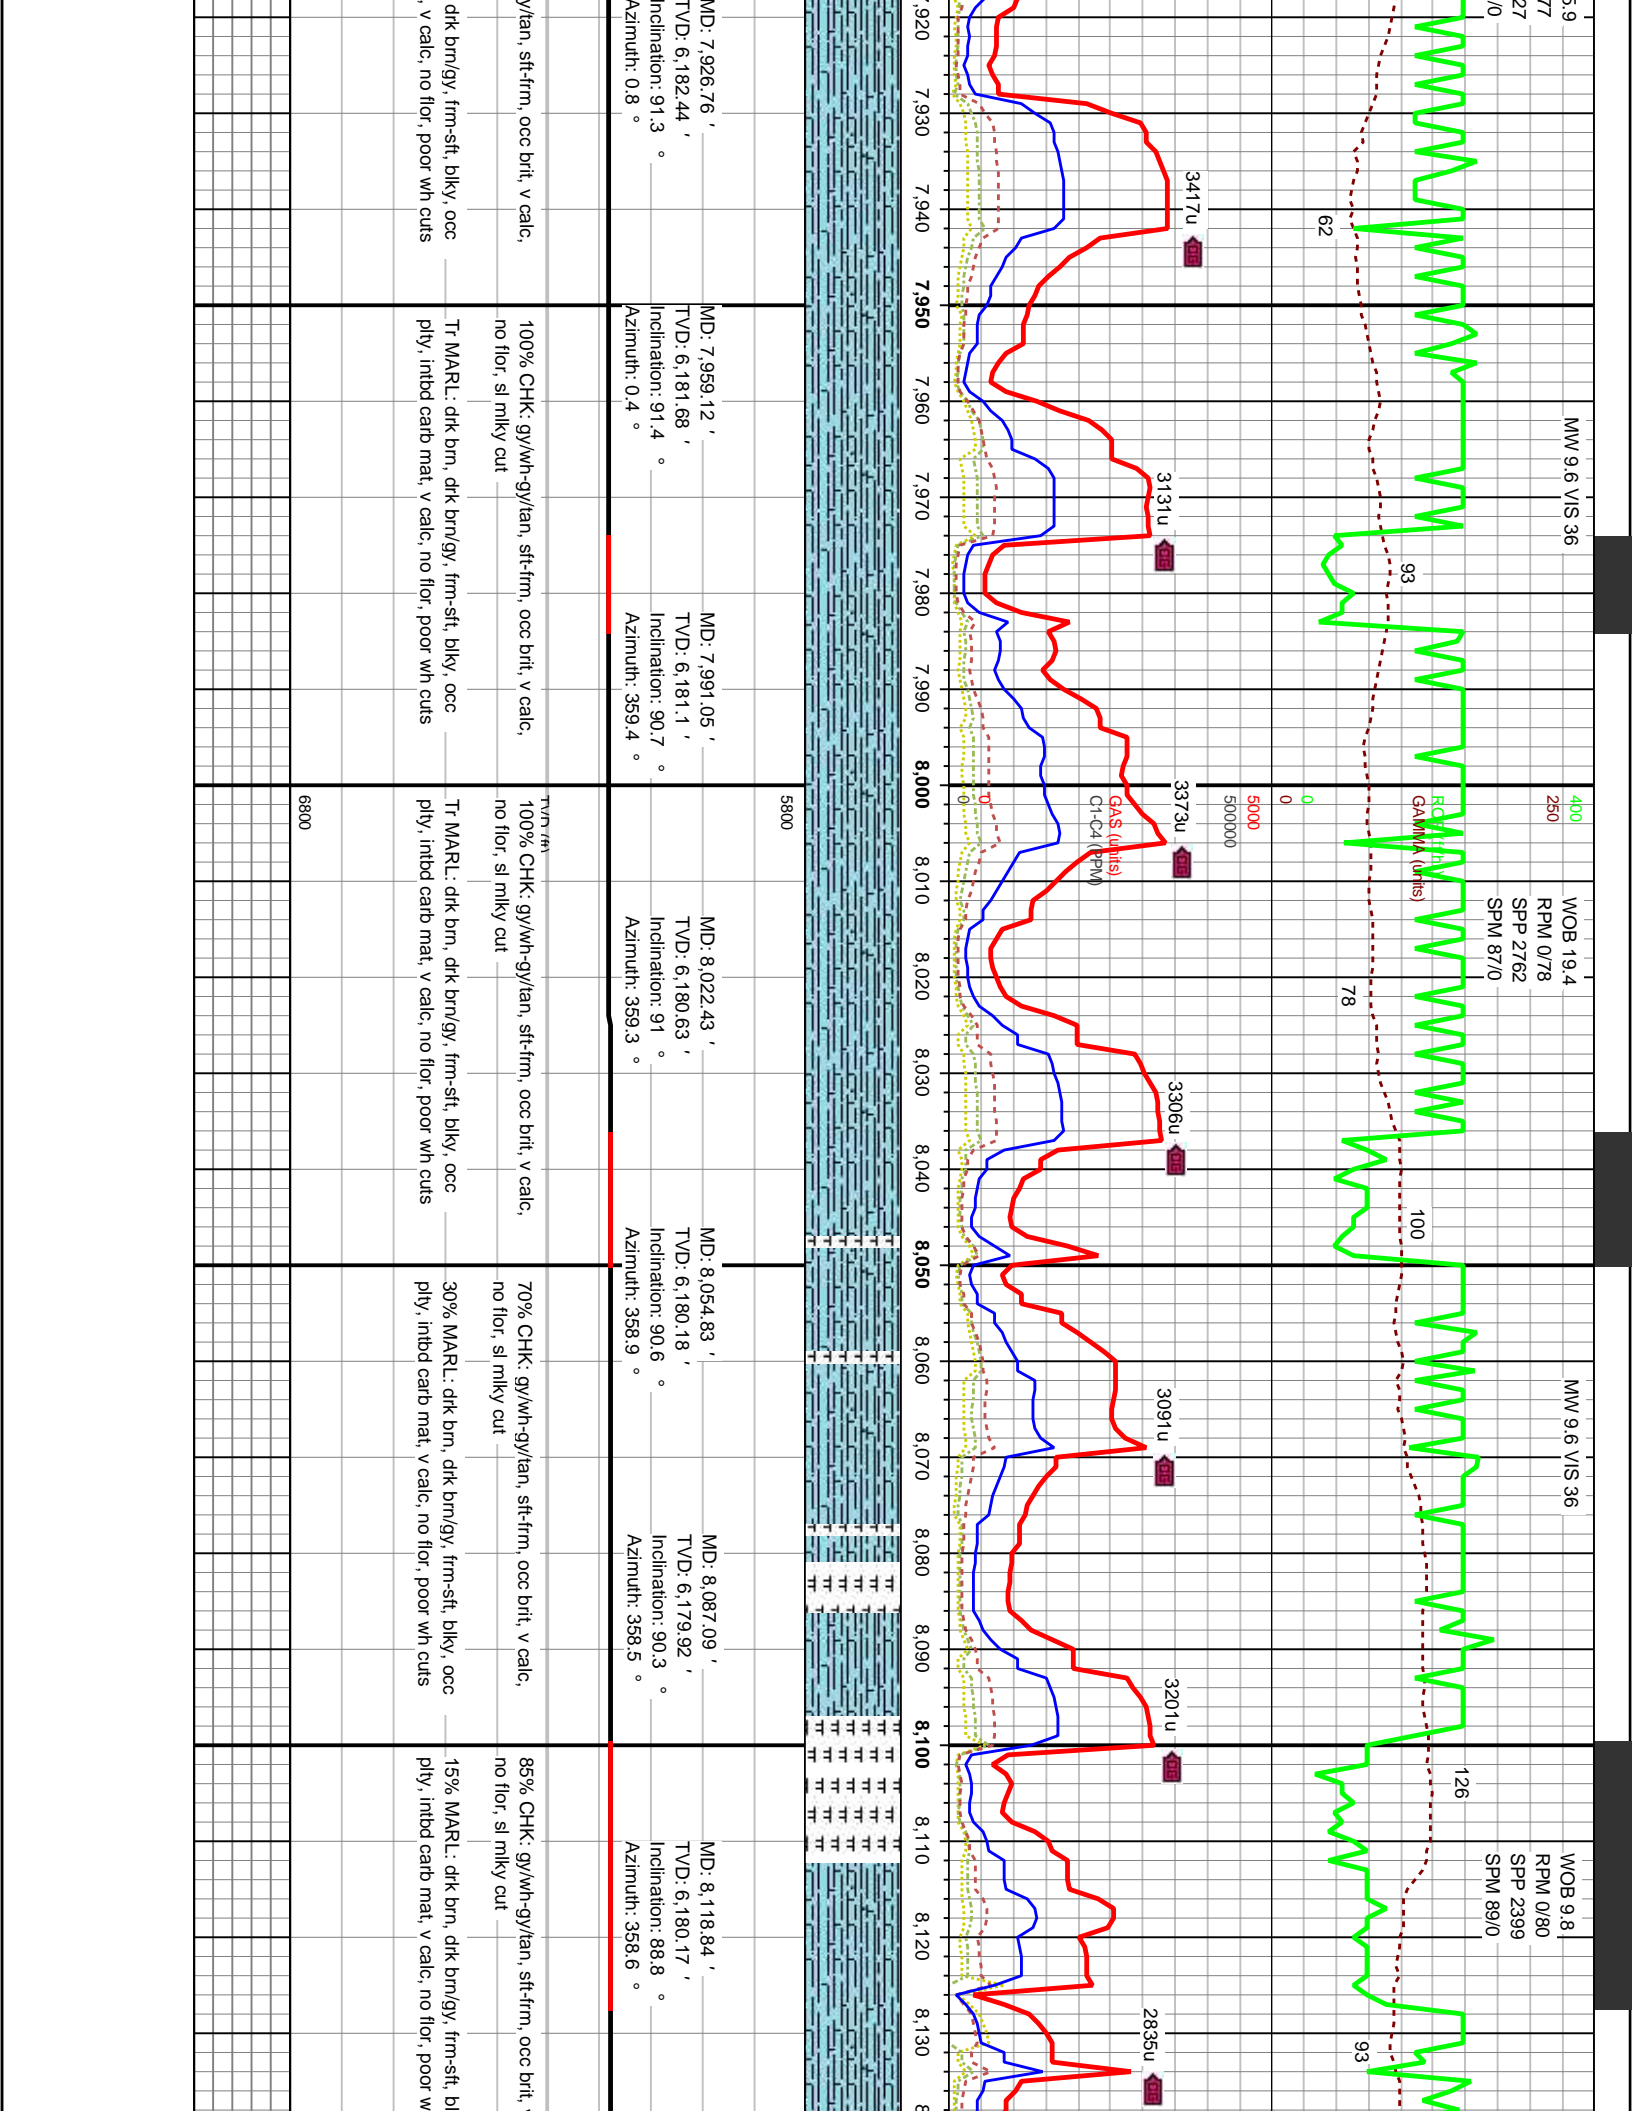 5.9
77
27
/0
MW 9.6 VIS 36
WOB 19.4
RPM 0/78
SPP 2762
SPM 87/0
MW 9.6 VIS 36
WOB 9.8
RPM 0/80
SPP 2399
SPM 89/0
62
93
78
100
126
93
400
250
GAMMA (units)
0
0
5000
500000
GAS (units)
C1-C4 (PPM)
0
0
3417u
3131u
3373u
3306u
3091u
3201u
2835u
7,920
7,930
7,940
7,950
7,960
7,970
7,980
7,990
8,000
8,010
8,020
8,030
8,040
8,050
8,060
8,070
8,080
8,090
8,100
8,110
8,120
8,130
5800
MD: 7,926.76 '
TVD: 6,182.44 '
Inclination: 91.3 °
Azimuth: 0.8 °
MD: 7,959.12 '
TVD: 6,181.68 '
Inclination: 91.4 °
Azimuth: 0.4 °
MD: 7,991.05 '
TVD: 6,181.1 '
Inclination: 90.7 °
Azimuth: 359.4 °
MD: 8,022.43 '
TVD: 6,180.63 '
Inclination: 91 °
Azimuth: 359.3 °
MD: 8,054.83 '
TVD: 6,180.18 '
Inclination: 90.6 °
Azimuth: 358.9 °
MD: 8,087.09 '
TVD: 6,179.92 '
Inclination: 90.3 °
Azimuth: 358.5 °
MD: 8,118.84 '
TVD: 6,180.17 '
Inclination: 88.8 °
Azimuth: 358.6 °
TVD (ft)
6800
y/tan, sft-frm, occ brit, v calc,
drk brn/gy, frm-sft, blky, occ
, v calc, no flor, poor wh cuts
100% CHK: gy/wh-gy/tan, sft-frm, occ brit, v calc,
no flor, sl mlky cut
Tr MARL: drk brn, drk brn/gy, frm-sft, blky, occ
plty, intbd carb mat, v calc, no flor, poor wh cuts
100% CHK: gy/wh-gy/tan, sft-frm, occ brit, v calc,
no flor, sl mlky cut
Tr MARL: drk brn, drk brn/gy, frm-sft, blky, occ
plty, intbd carb mat, v calc, no flor, poor wh cuts
70% CHK: gy/wh-gy/tan, sft-frm, occ brit, v calc,
no flor, sl mlky cut
30% MARL: drk brn, drk brn/gy, frm-sft, blky, occ
plty, intbd carb mat, v calc, no flor, poor wh cuts
85% CHK: gy/wh-gy/tan, sft-frm, occ brit,
no flor, sl mlky cut
15% MARL: drk brn, drk brn/gy, frm-sft, bl
plty, intbd carb mat, v calc, no flor, poor w